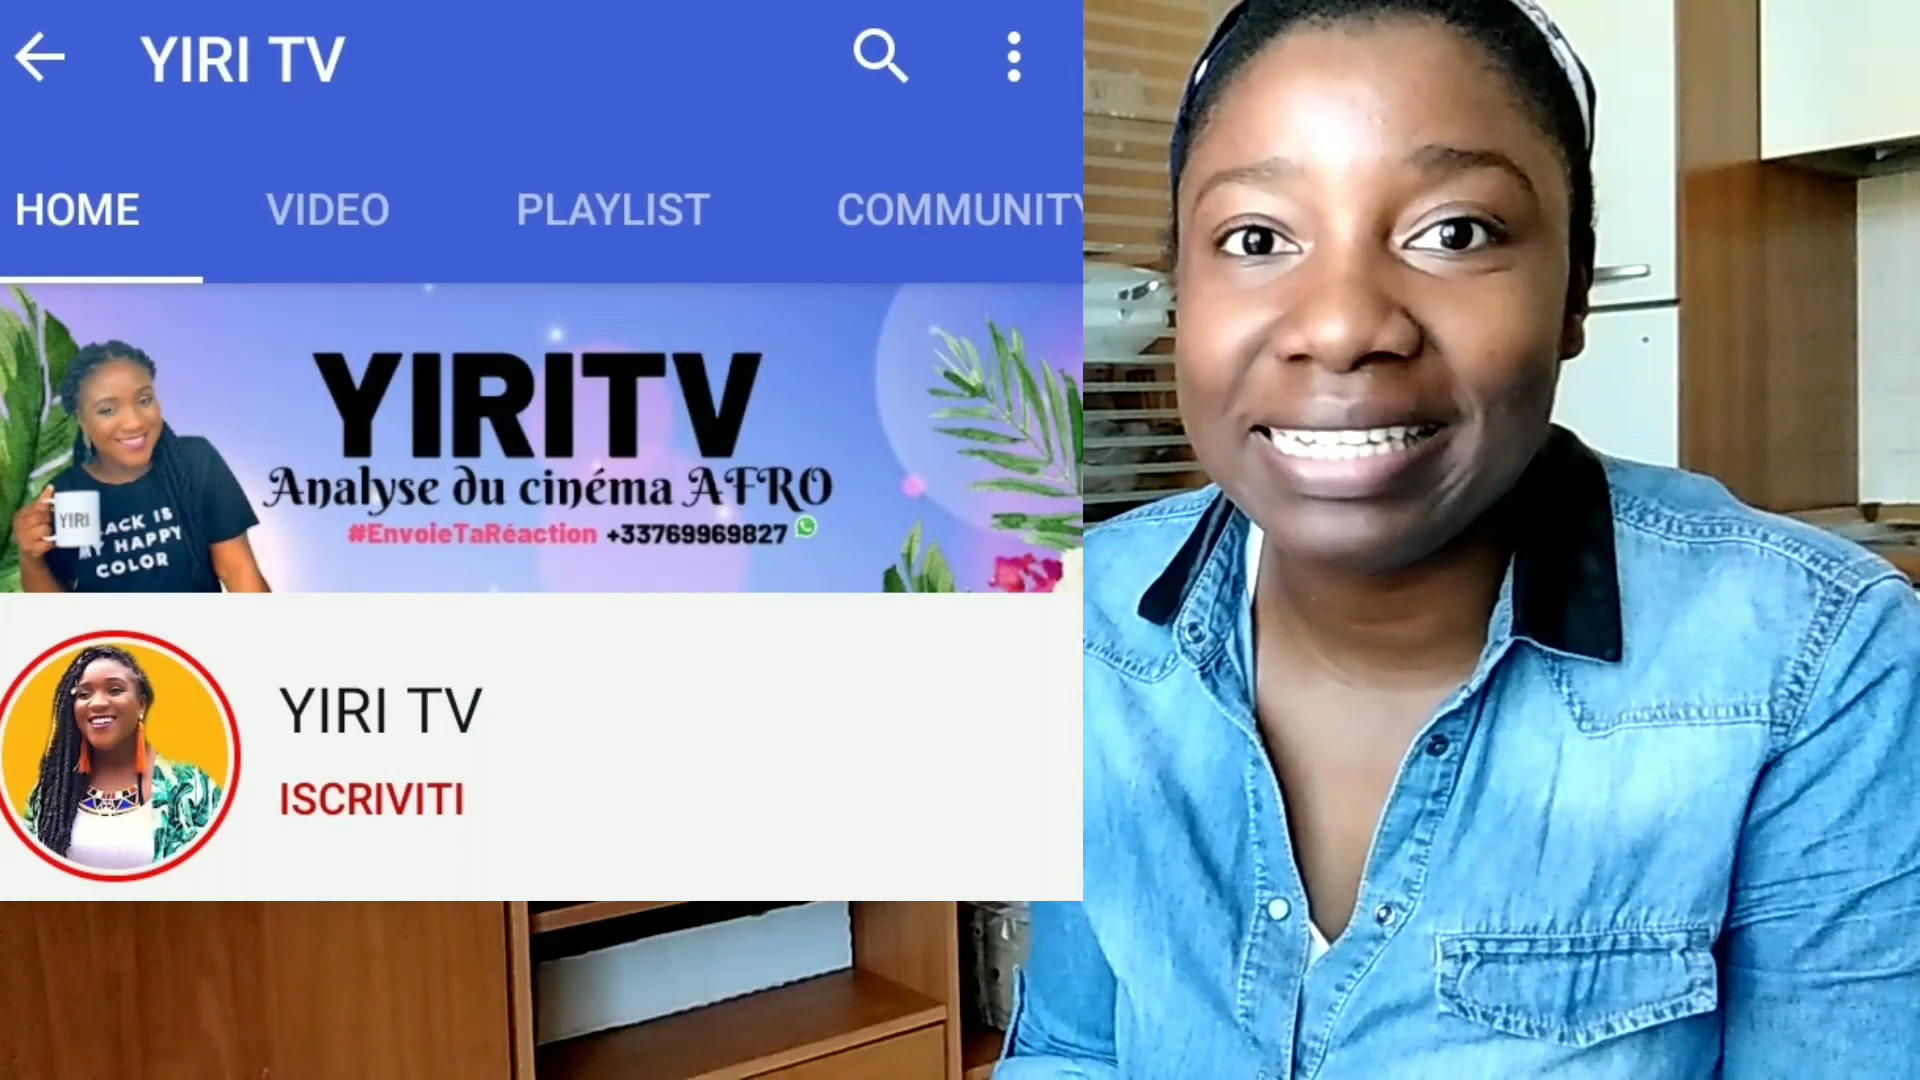 YIRI TV
HOME VIDEO PLAYLIST COMMUNITY
YIRITV
Analyse du cinéma AFRO
#EnvoieTaRéaction +33769969827
YIRI
LACK IS
MY HAPPY
COLOR
YIRI TV
ISCRIVITI